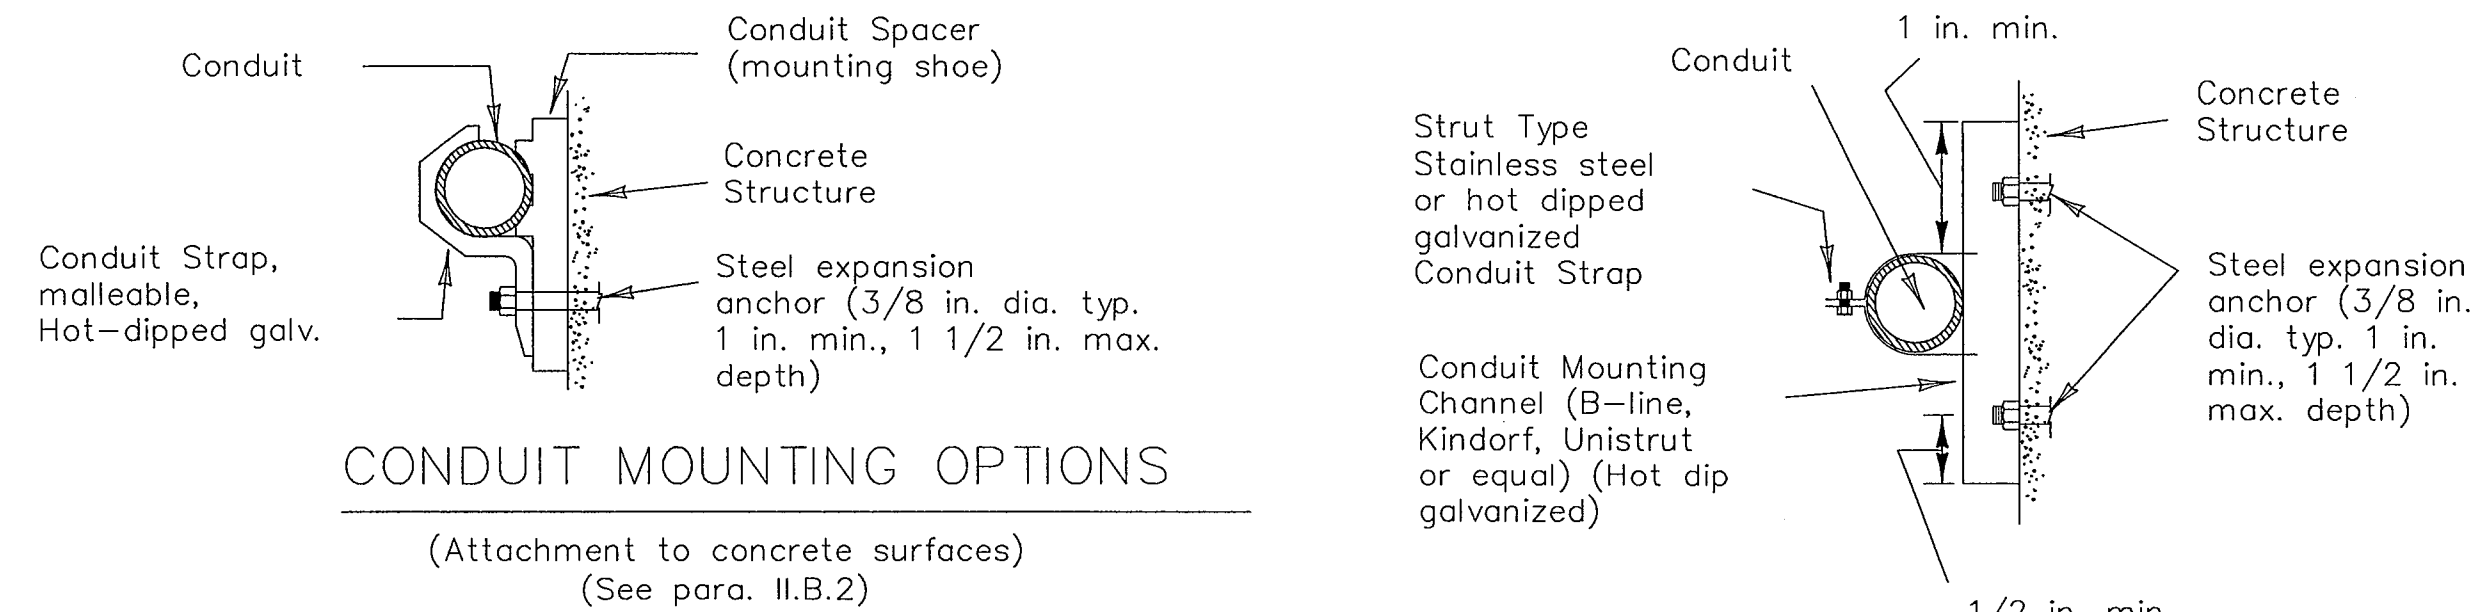 Conduit
Conduit Spacer
(mounting shoe)
Concrete
Structure
Conduit Strap,
malleable,
Hot-dipped galv.
Steel expansion
anchor (3/8 in. dia. typ.
1 in. min., 1 1/2 in. max.
depth)
CONDUIT MOUNTING OPTIONS
(Attachment to concrete surfaces)
(See para. II.B.2)
1 in. min.
Conduit
Concrete
Structure
Strut Type
Stainless steel
or hot dipped
galvanized
Conduit Strap
Steel expansion
anchor (3/8 in.
dia. typ. 1 in.
min., 1 1/2 in.
max. depth)
Conduit Mounting
Channel (B-line,
Kindorf, Unistrut
or equal) (Hot dip
galvanized)
1/2 in. min.